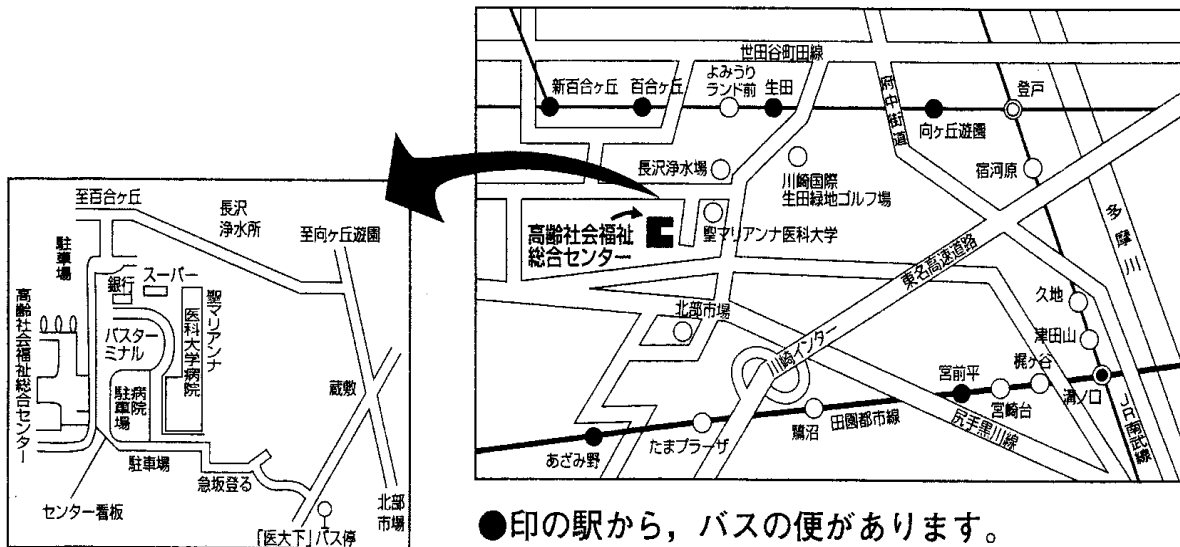 世田谷町田線
新百合ヶ丘
百合ヶ丘
よみうり
ランド前
生田
府中街道
向ヶ丘遊園
登戸
宿河原
多摩川
長沢浄水場
川崎国際
生田緑地ゴルフ場
高齢社会福祉
総合センター
聖マリアンナ医科大学
東名高速道路
北部市場
川崎インター
久地
津田山
梶ヶ谷
宮前平
宮崎台
溝ノ口
JR南武線
鷺沼
田園都市線
尻手黒川線
たまプラーザ
あざみ野
至百合ヶ丘
長沢
浄水所
至向ヶ丘遊園
駐車場
銀行
スーパー
聖マリアンナ
医科大学病院
高齢社会福祉総合センター
バスター
ミナル
病院
駐車場
蔵敷
駐車場
急坂登る
センター看板
「医大下」バス停
北部
市場
●印の駅から，バスの便があります。